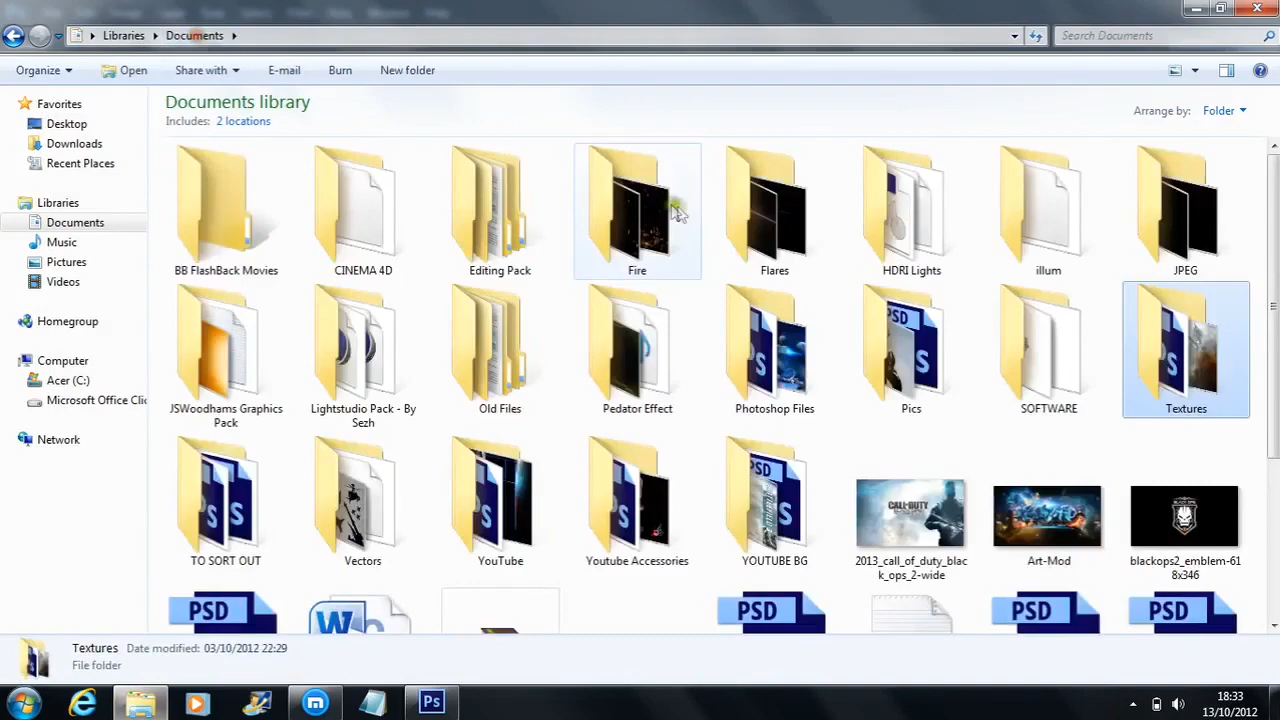 Libraries
Documents
Search Documents
Organize
Open
Share with
E-mail
Burn
New folder
Favorites
Desktop
Downloads
Recent Places
Libraries
Documents
Music
Pictures
Videos
Homegroup
Computer
Acer (C:)
Microsoft Office Clic
Network
Documents library
Includes: 2 locations
Arrange by: Folder
BB FlashBack Movies
CINEMA 4D
Editing Pack
Fire
Flares
HDRI Lights
illum
JPEG
PSD
JSWoodhams Graphics
Pack
Lightstudio Pack - By
Sezh
Old Files
Pedator Effect
Photoshop Files
Pics
SOFTWARE
Textures
PSD
CALL·DUTY
TO SORT OUT
Vectors
YouTube
Youtube Accessories
YOUTUBE BG
2013_call_of_duty_blac
k_ops_2-wide
Art-Mod
blackops2_emblem-61
8x346
PSD
W
PSD
PSD
PSD
Textures
Date modified: 03/10/2012 22:29
File folder
Ps
18:33
13/10/2012